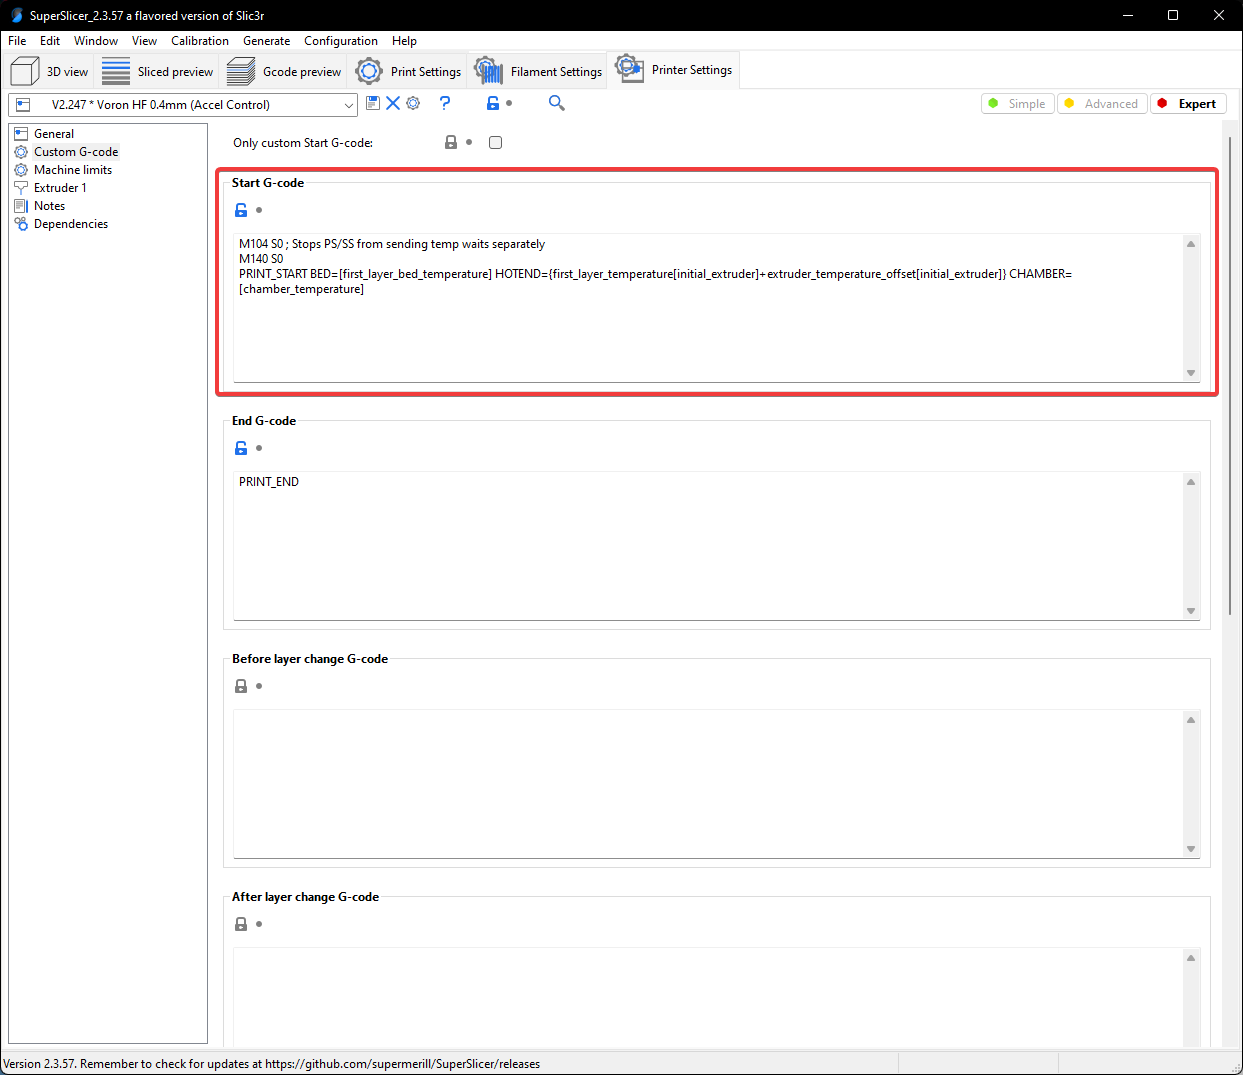 SuperSlicer_2.3.57 a flavored version of Slic3r
File Edit Window View Calibration Generate Configuration Help
3D view Sliced preview Gcode preview Print Settings Filament Settings Printer Settings
V2.247 * Voron HF 0.4mm (Accel Control) ? Simple Advanced Expert
General
Custom G-code
Machine limits
Extruder 1
Notes
Dependencies
Only custom Start G-code:
Start G-code
M104 S0 ; Stops PS/SS from sending temp waits separately
M140 S0
PRINT_START BED=[first_layer_bed_temperature] HOTEND={first_layer_temperature[initial_extruder]+extruder_temperature_offset[initial_extruder]} CHAMBER=
[chamber_temperature]
End G-code
PRINT_END
Before layer change G-code
After layer change G-code
Version 2.3.57. Remember to check for updates at https://github.com/supermerill/SuperSlicer/releases